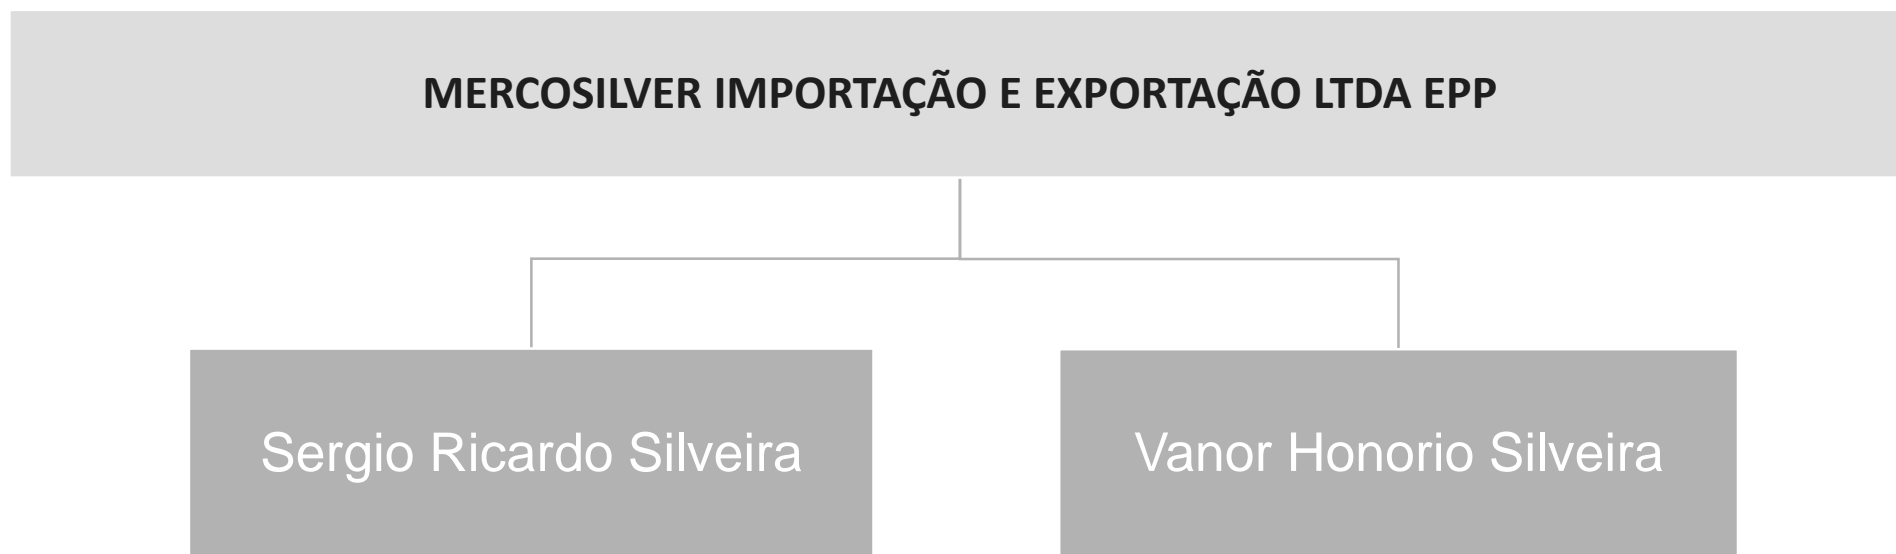 MERCOSILVER IMPORTAÇÃO E EXPORTAÇÃO LTDA EPP
Sergio Ricardo Silveira
Vanor Honorio Silveira